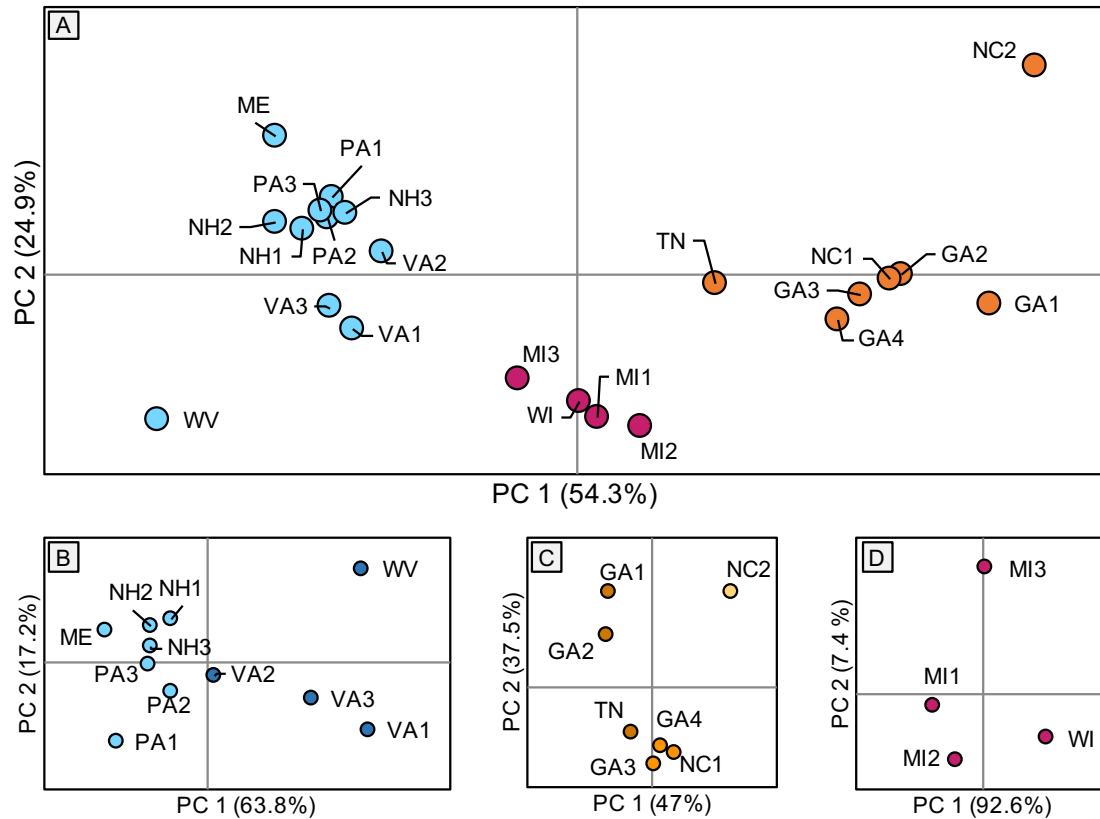 A
NC2
ME
PA1
PA3
NH3
NH2
NH1
PA2
VA2
TN
NC1
GA2
GA3
GA1
GA4
VA3
VA1
MI3
MI1
WI
MI2
WV
PC 2 (24.9%)
PC 1 (54.3%)
B
WV
NH2
NH1
ME
NH3
PA3
VA2
PA2
VA3
PA1
VA1
PC 2 (17.2%)
PC 1 (63.8%)
C
GA1
NC2
GA2
TN
GA4
GA3
NC1
PC 2 (37.5%)
PC 1 (47%)
D
MI3
MI1
WI
MI2
PC 2 (7.4 %)
PC 1 (92.6%)